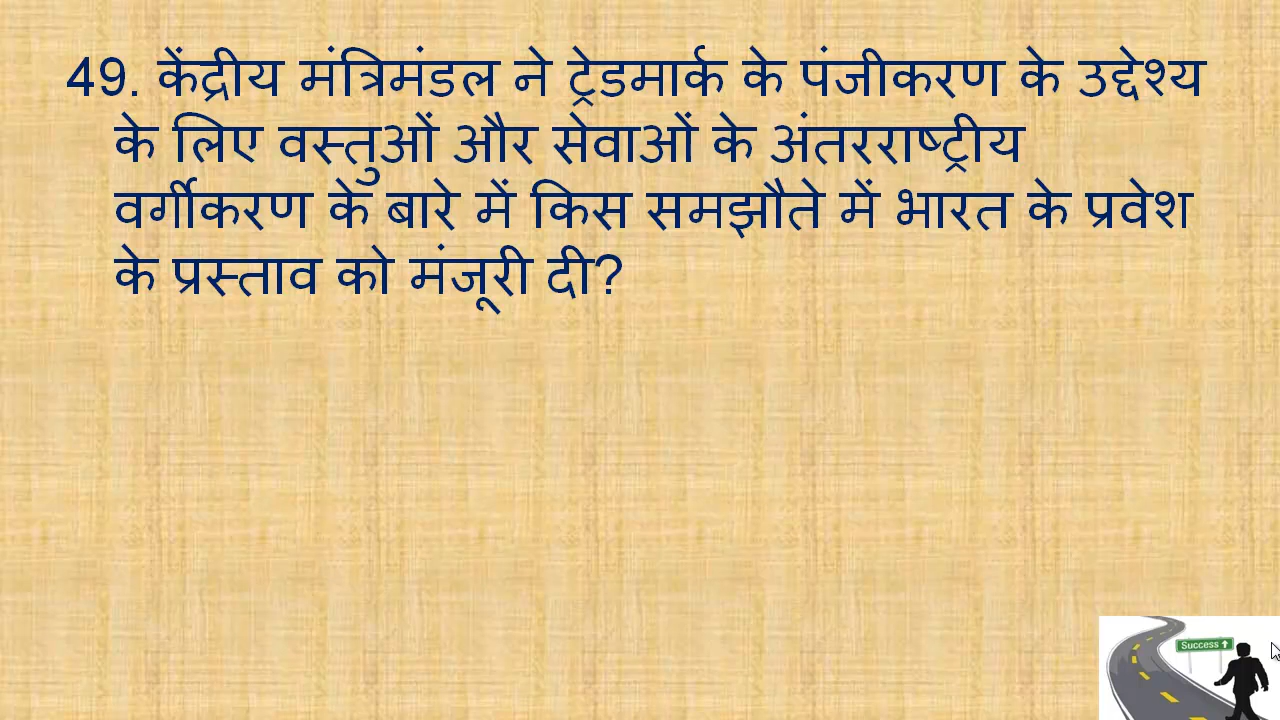 49. केंद्रीय मंत्रिमंडल ने ट्रेडमार्क के पंजीकरण के उद्देश्य
के लिए वस्तुओं और सेवाओं के अंतरराष्ट्रीय
वर्गीकरण के बारे में किस समझौते में भारत के प्रवेश
के प्रस्ताव को मंजूरी दी?
Success